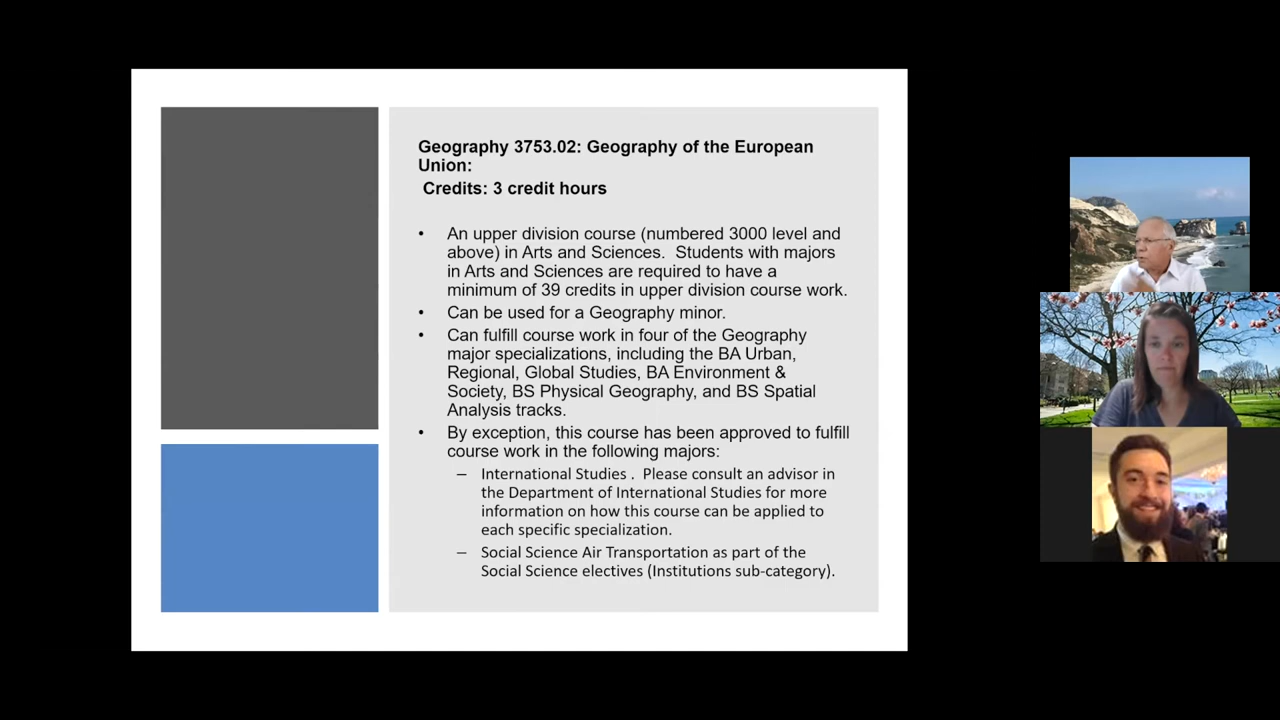 Geography 3753.02: Geography of the European
Union:
Credits: 3 credit hours
• An upper division course (numbered 3000 level and
above) in Arts and Sciences. Students with majors
in Arts and Sciences are required to have a
minimum of 39 credits in upper division course work.
• Can be used for a Geography minor.
• Can fulfill course work in four of the Geography
major specializations, including the BA Urban,
Regional, Global Studies, BA Environment &
Society, BS Physical Geography, and BS Spatial
Analysis tracks.
• By exception, this course has been approved to fulfill
course work in the following majors:
– International Studies . Please consult an advisor in
the Department of International Studies for more
information on how this course can be applied to
each specific specialization.
– Social Science Air Transportation as part of the
Social Science electives (Institutions sub-category).